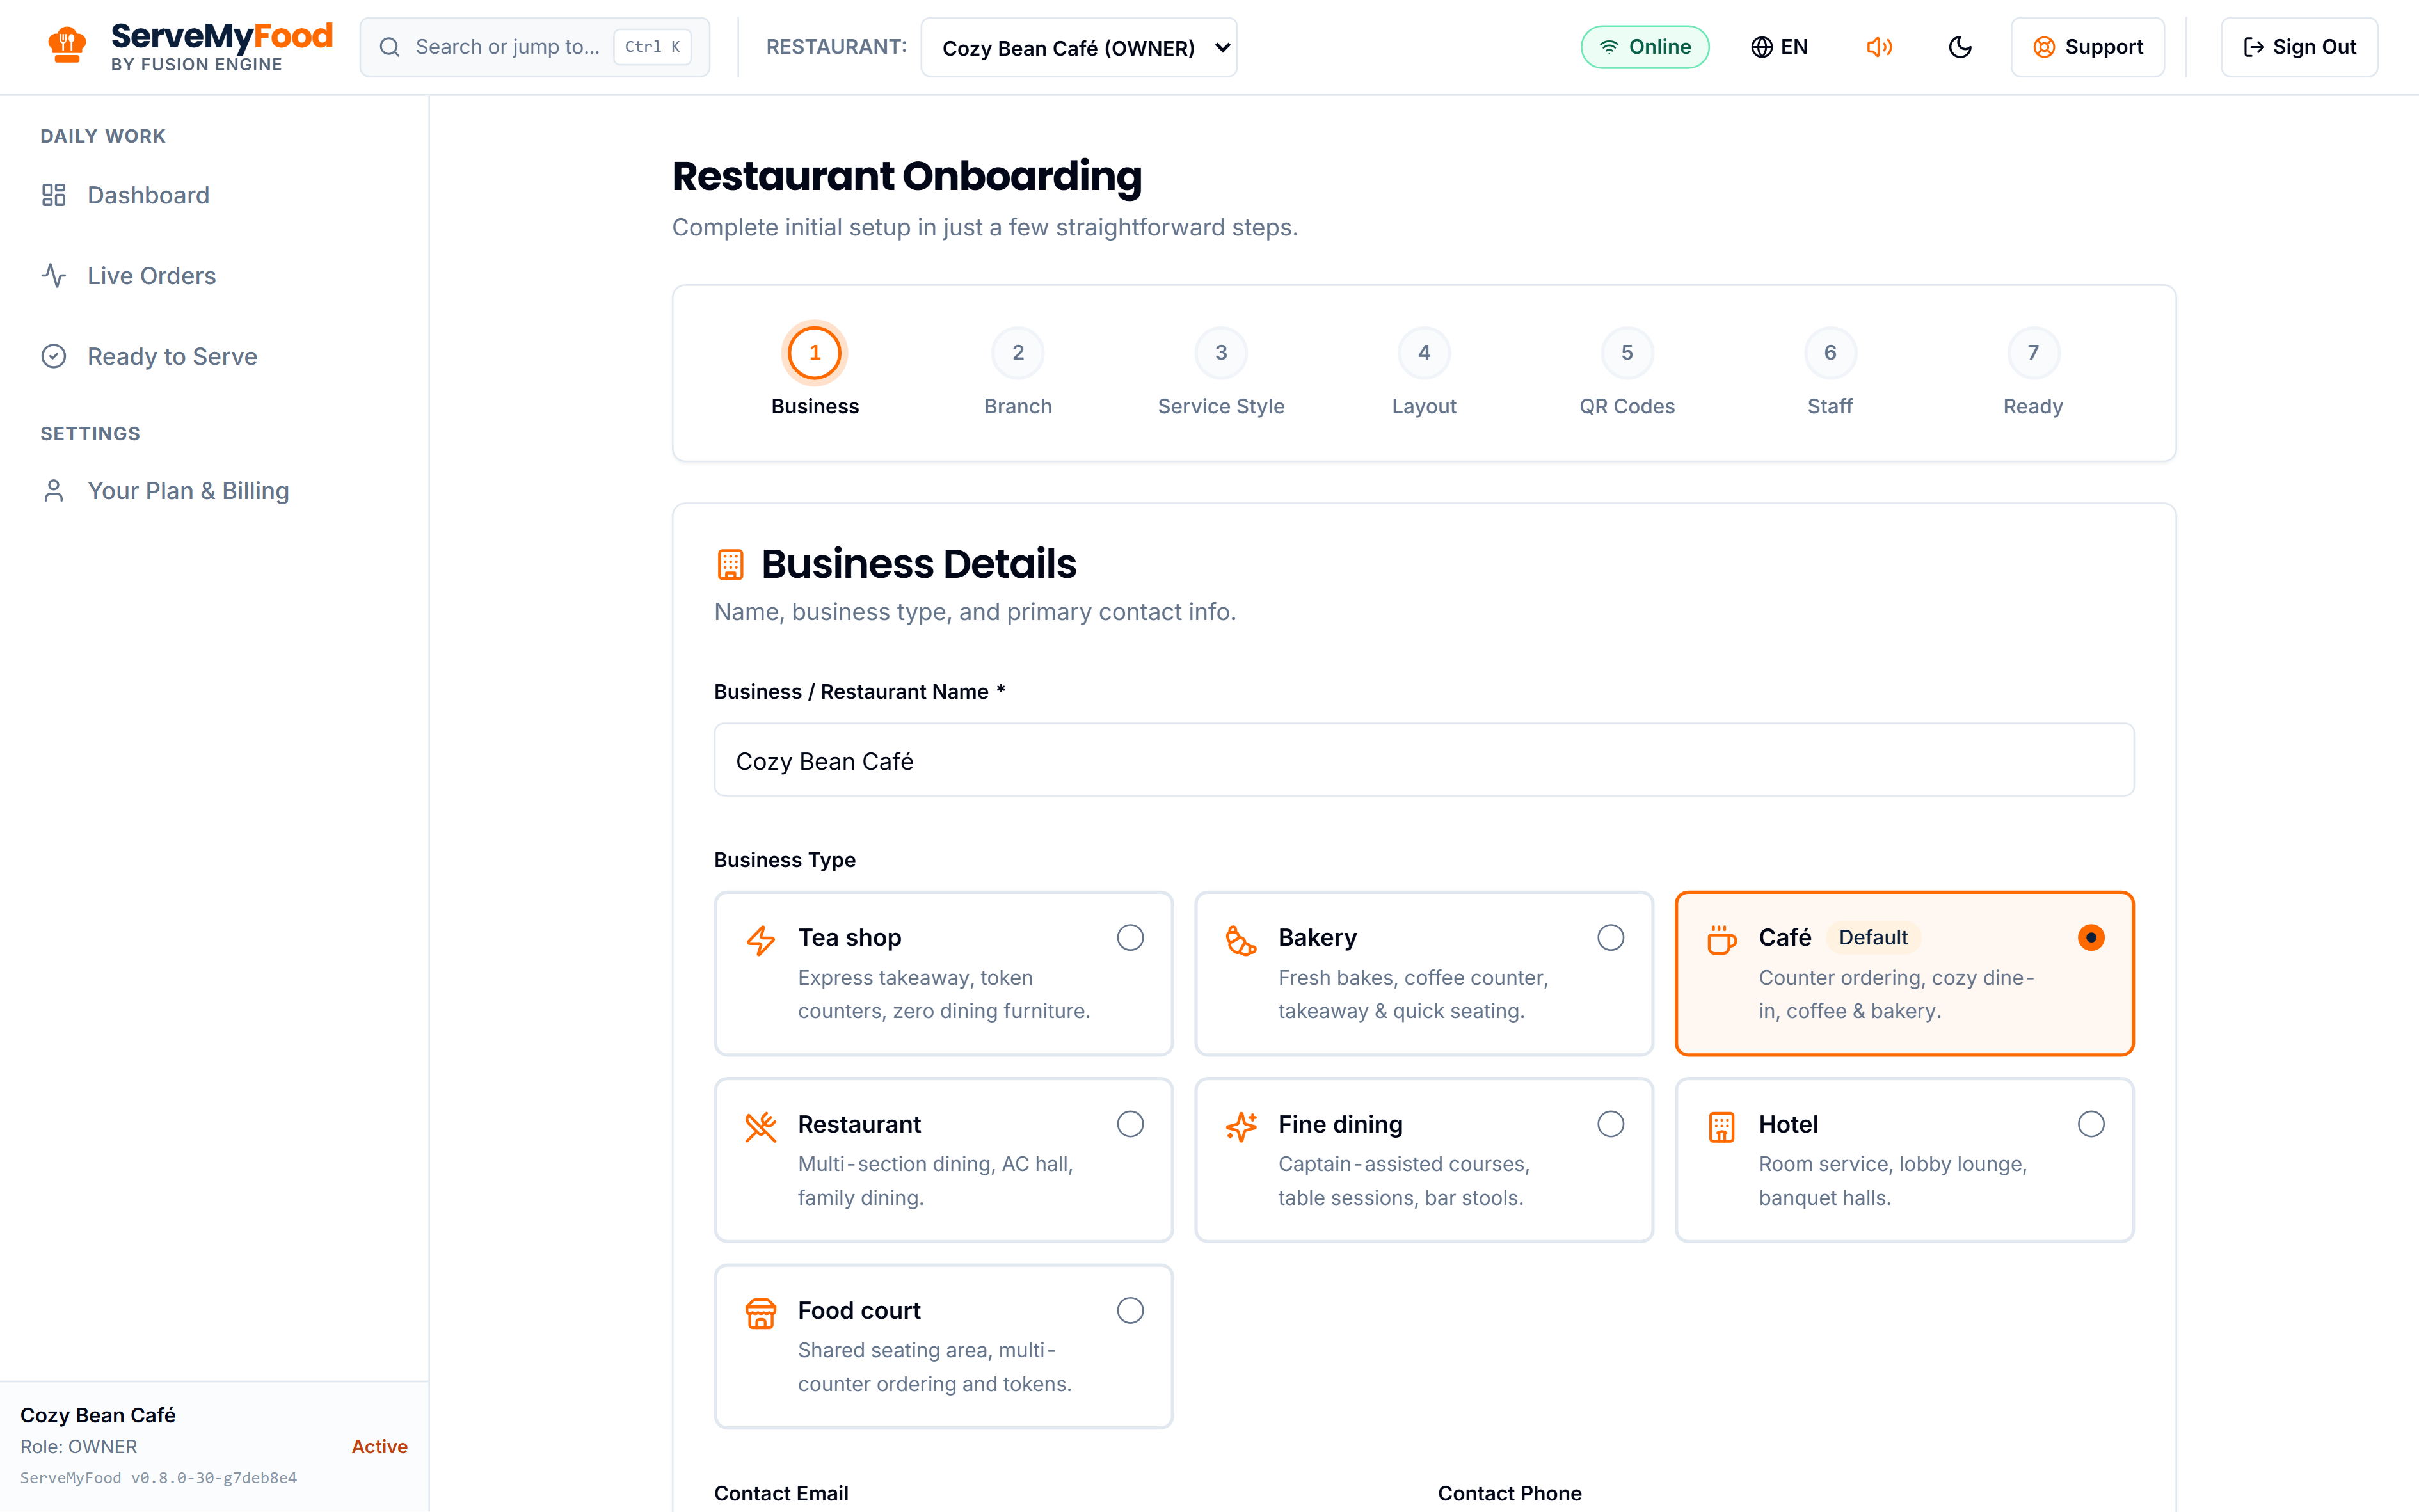 ServeMyFood
BY FUSION ENGINE
Search or jump to...
Ctrl K
RESTAURANT:
Cozy Bean Café (OWNER)
Online
EN
Support
Sign Out
DAILY WORK
Dashboard
Live Orders
Ready to Serve
SETTINGS
Your Plan & Billing
Cozy Bean Café
Role: OWNER
Active
ServeMyFood v0.8.0-30-g7deb8e4
Restaurant Onboarding
Complete initial setup in just a few straightforward steps.
1
Business
2
Branch
3
Service Style
4
Layout
5
QR Codes
6
Staff
7
Ready
Business Details
Name, business type, and primary contact info.
Business / Restaurant Name *
Cozy Bean Café
Business Type
Tea shop
Express takeaway, token
counters, zero dining furniture.
Bakery
Fresh bakes, coffee counter,
takeaway & quick seating.
Café Default
Counter ordering, cozy dine-
in, coffee & bakery.
Restaurant
Multi-section dining, AC hall,
family dining.
Fine dining
Captain-assisted courses,
table sessions, bar stools.
Hotel
Room service, lobby lounge,
banquet halls.
Food court
Shared seating area, multi-
counter ordering and tokens.
Contact Email
Contact Phone